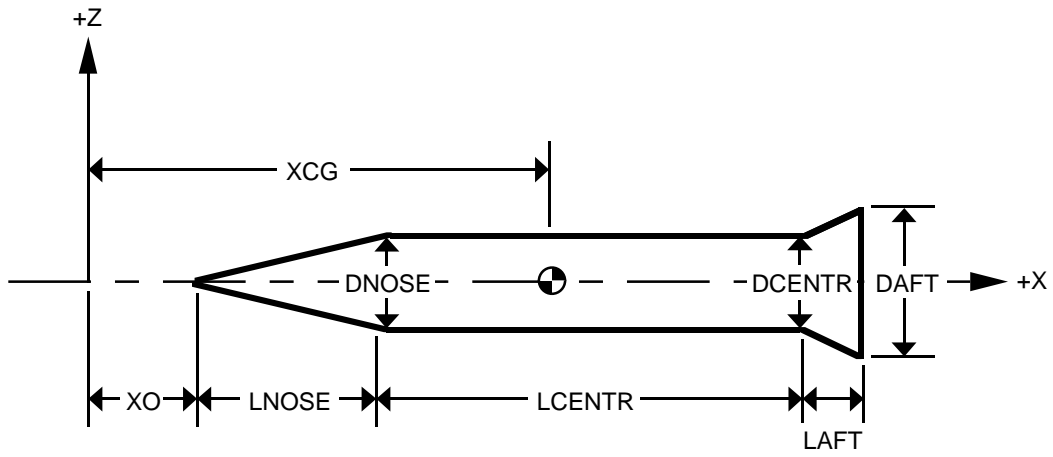 +Z
XCG
DNOSE
DCENTR
DAFT
+X
XO
LNOSE
LCENTR
LAFT